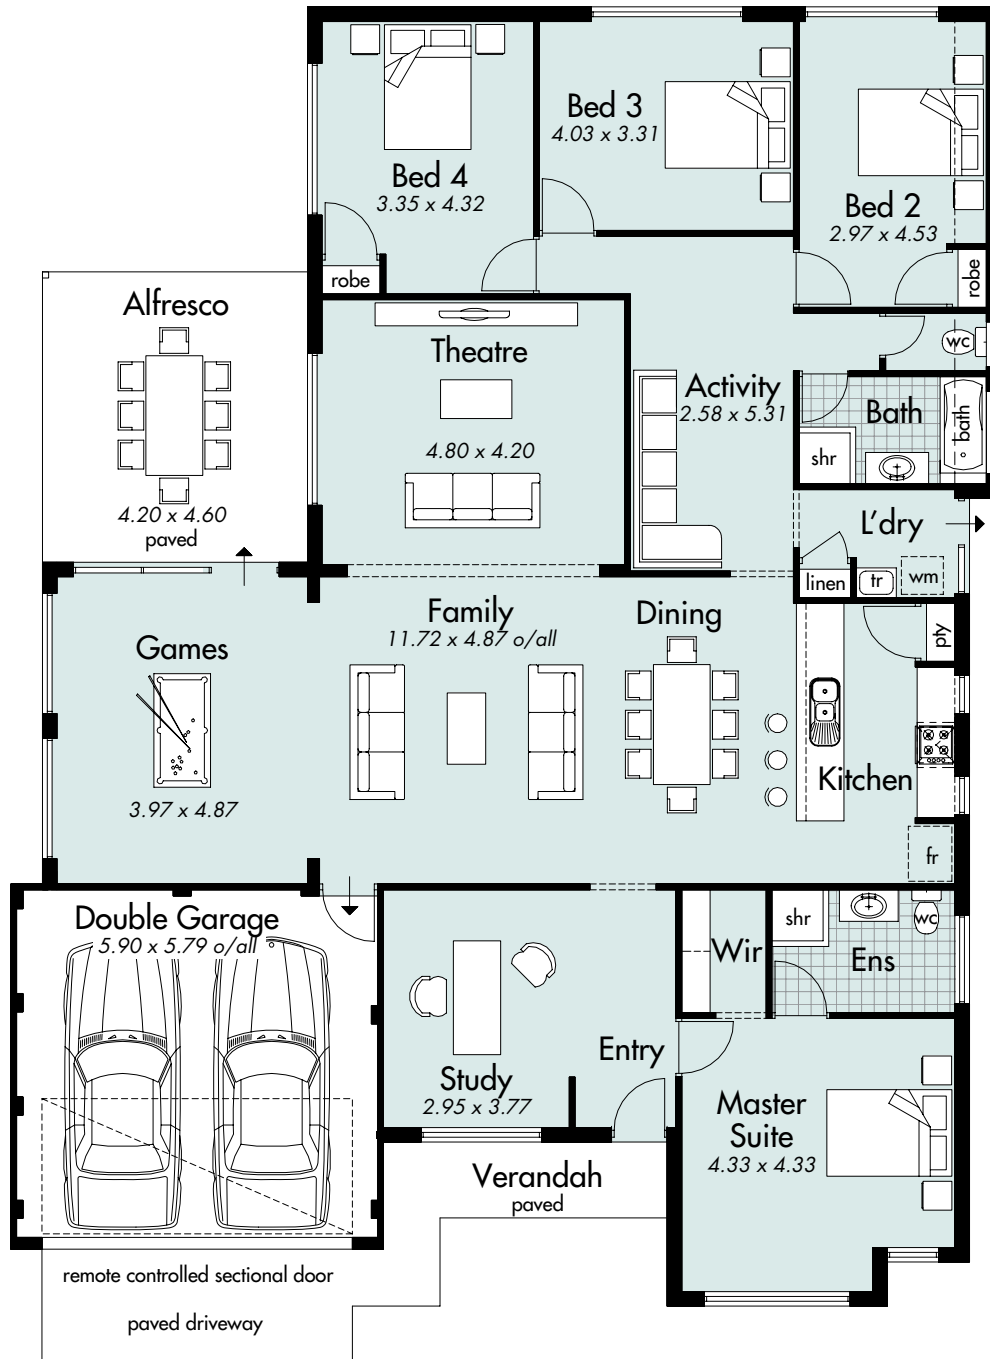 Bed 4
3.35 x 4.32
robe
Bed 3
4.03 x 3.31
Bed 2
2.97 x 4.53
robe
Alfresco
4.20 x 4.60
paved
Theatre
4.80 x 4.20
Activity
2.58 x 5.31
wc
Bath
bath
shr
L'dry
linen
tr
wm
Games
3.97 x 4.87
Family
11.72 x 4.87 o/all
Dining
pty
Kitchen
fr
Double Garage
5.90 x 5.79 o/all
Study
2.95 x 3.77
Entry
Wir
shr
wc
Ens
Master
Suite
4.33 x 4.33
Verandah
paved
remote controlled sectional door
paved driveway